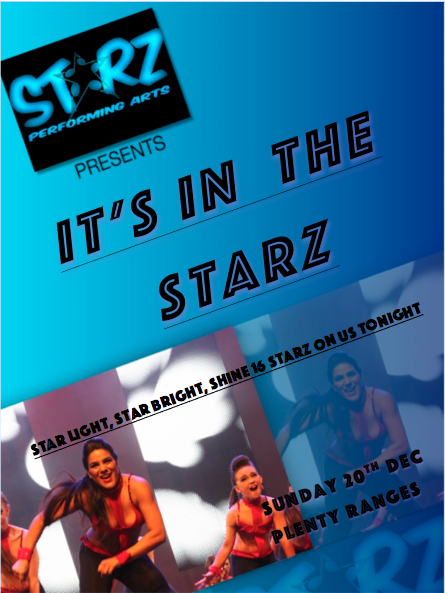 STARZ
PERFORMING ARTS
PRESENTS
IT'S IN THE
STARZ
STAR LIGHT, STAR BRIGHT, SHINE 16 STARZ ON US TONIGHT
SUNDAY 20TH DEC
PLENTY RANGES
STARZ